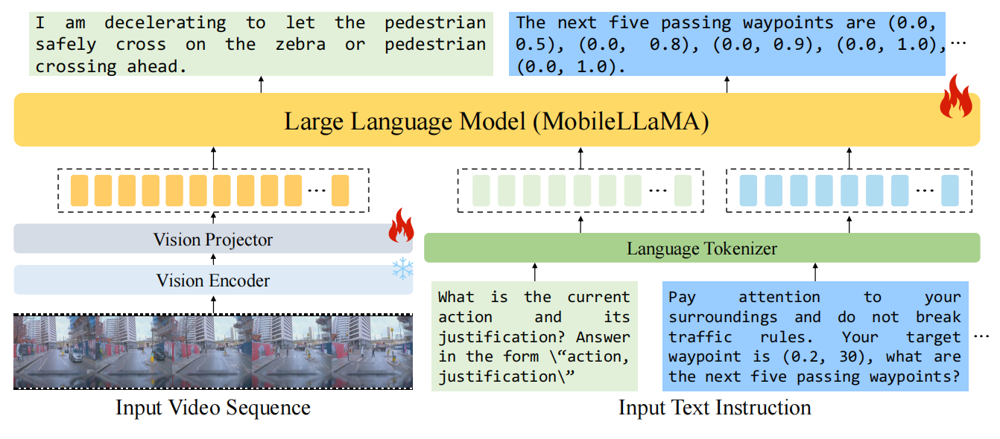 I am decelerating to let the pedestrian
safely cross on the zebra or pedestrian
crossing ahead.
The next five passing waypoints are (0.0,
0.5), (0.0, 0.8), (0.0, 0.9), (0.0, 1.0),
(0.0, 1.0).
...
Large Language Model (MobileLLaMA)
...
...
...
Vision Projector
Language Tokenizer
Vision Encoder
What is the current
action and its
justification? Answer
in the form \“action,
justification\”
Pay attention to your
surroundings and do not break
traffic rules. Your target
waypoint is (0.2, 30), what are
the next five passing waypoints?
...
Input Video Sequence
Input Text Instruction